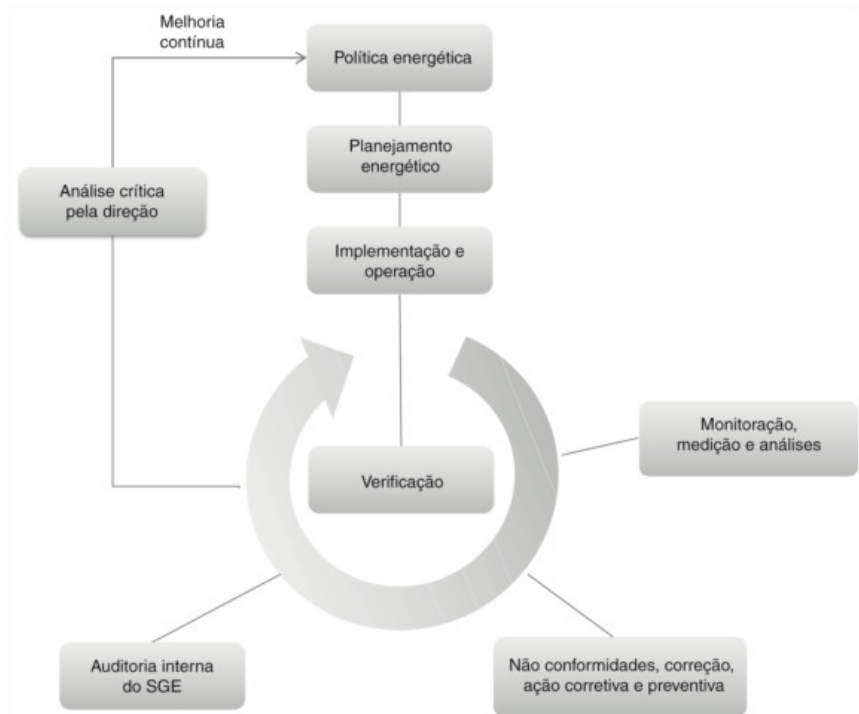 Melhoria
contínua
Política energética
Planejamento
energético
Análise crítica
pela direção
Implementação e
operação
Monitoração,
medição e análises
Verificação
Auditoria interna
do SGE
Não conformidades, correção,
ação corretiva e preventiva